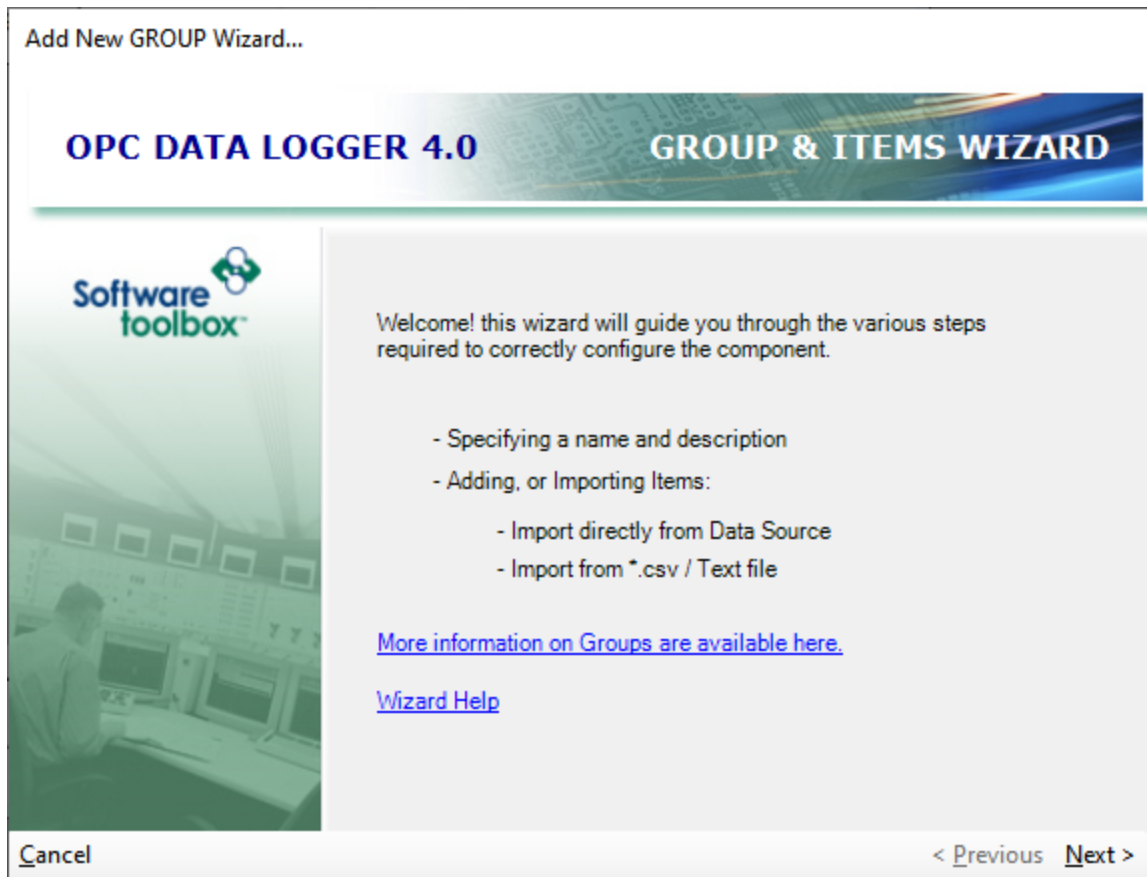 Add New GROUP Wizard...
OPC DATA LOGGER 4.0 GROUP & ITEMS WIZARD
Software
toolbox™
Welcome! this wizard will guide you through the various steps
required to correctly configure the component.
- Specifying a name and description
- Adding, or Importing Items:
- Import directly from Data Source
- Import from *.csv / Text file
More information on Groups are available here.
Wizard Help
Cancel < Previous Next >